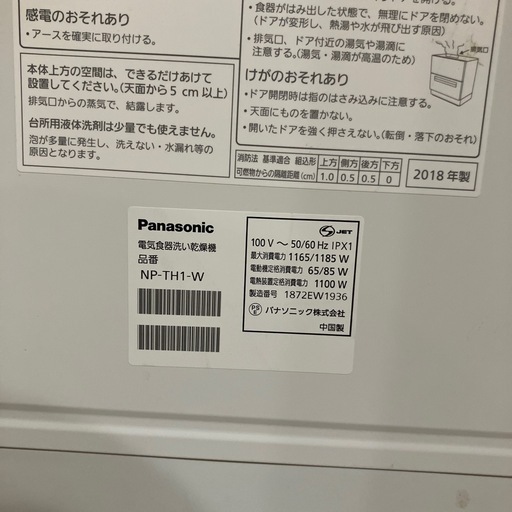 感電のおそれあり
・アースを確実に取り付ける。
本体上方の空間は、できるだけあけて
設置してください。(天面から5 cm以上)
排気口からの蒸気で、結露します。
台所用液体洗剤は少量でも使えません。
泡が多量に発生し、洗えない・水漏れ等の
原因となります。
・食器がはみ出した状態で、無理にドアを閉めない。
(ドアが変形し、熱湯や水が飛び出す原因)
・排気口、ドア付近の湯気や湯滴に
注意する。(湯気・湯滴が高温のため)
排気口
けがのおそれあり
・ドア開閉時は指のはさみ込みに注意する。
・天面にものを置かない。
・開いたドアを強く押さえない。(転倒・落下のおそれ)
消防法 基準適合 組込形 上方 側方 後方 下方
可燃物からの離隔距離(cm) 1.0 0.5 0.5 0
2018年製
Panasonic
電気食器洗い乾燥機
品番
NP-TH1-W
S JET
100 V ～ 50/60 Hz IPX1
最大消費電力 1165/1185 W
電動機定格消費電力 65/85 W
電熱装置定格消費電力 1100 W
製造番号 1872EW1936
PS E パナソニック株式会社
中国製